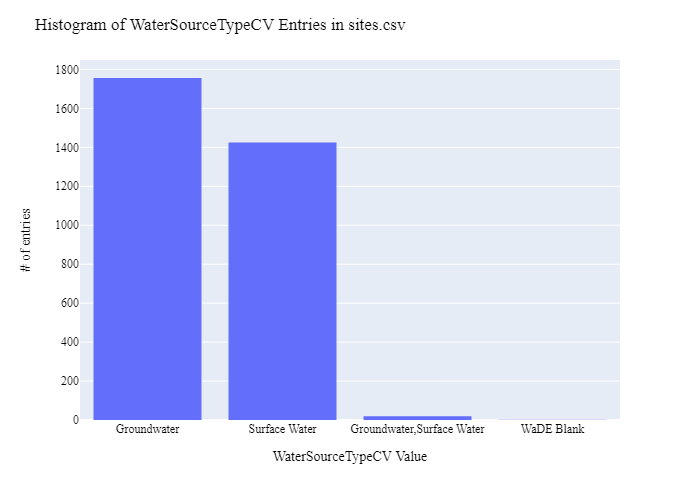 Histogram of WaterSourceTypeCV Entries in sites.csv
1800
1600
1400
1200
1000
800
600
400
200
0
# of entries
Groundwater
Surface Water
Groundwater,Surface Water
WaDE Blank
WaterSourceTypeCV Value